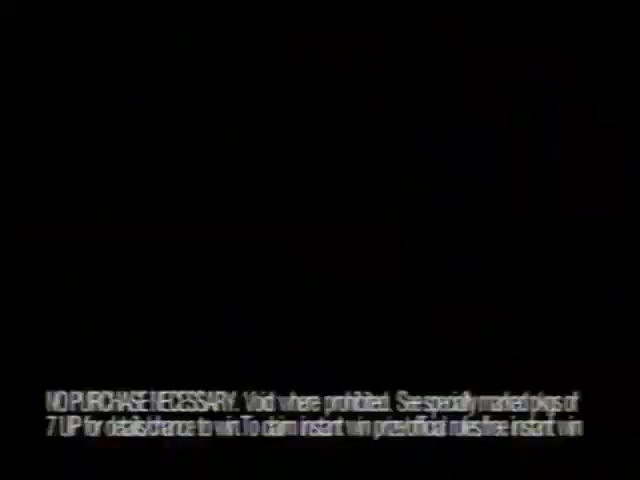 NO PURCHASE NECESSARY. Void where prohibited. See specially marked pkgs of
7 UP for details/chance to win. To claim instant win prize/official rules/free instant win